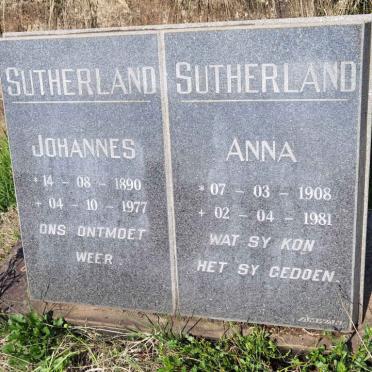 SUTHERLAND
JOHANNES
* 14 - 08 - 1890
+ 04 - 10 - 1977
ONS ONTMOET
WEER
SUTHERLAND
ANNA
* 07 - 03 - 1908
+ 02 - 04 - 1981
WAT SY KON
HET SY GEDOEN.